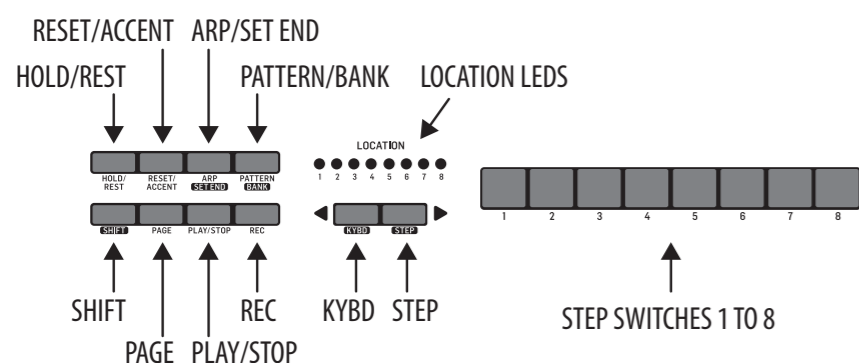 RESET/ACCENT ARP/SET END
HOLD/REST PATTERN/BANK LOCATION LEDS
LOCATION
1 2 3 4 5 6 7 8
HOLD/ RESET/ ARP PATTERN
REST ACCENT SET END BANK
1 2 3 4 5 6 7 8
SHIFT PAGE PLAY/STOP REC KYBD STEP
SHIFT REC KYBD STEP STEP SWITCHES 1 TO 8
PAGE PLAY/STOP